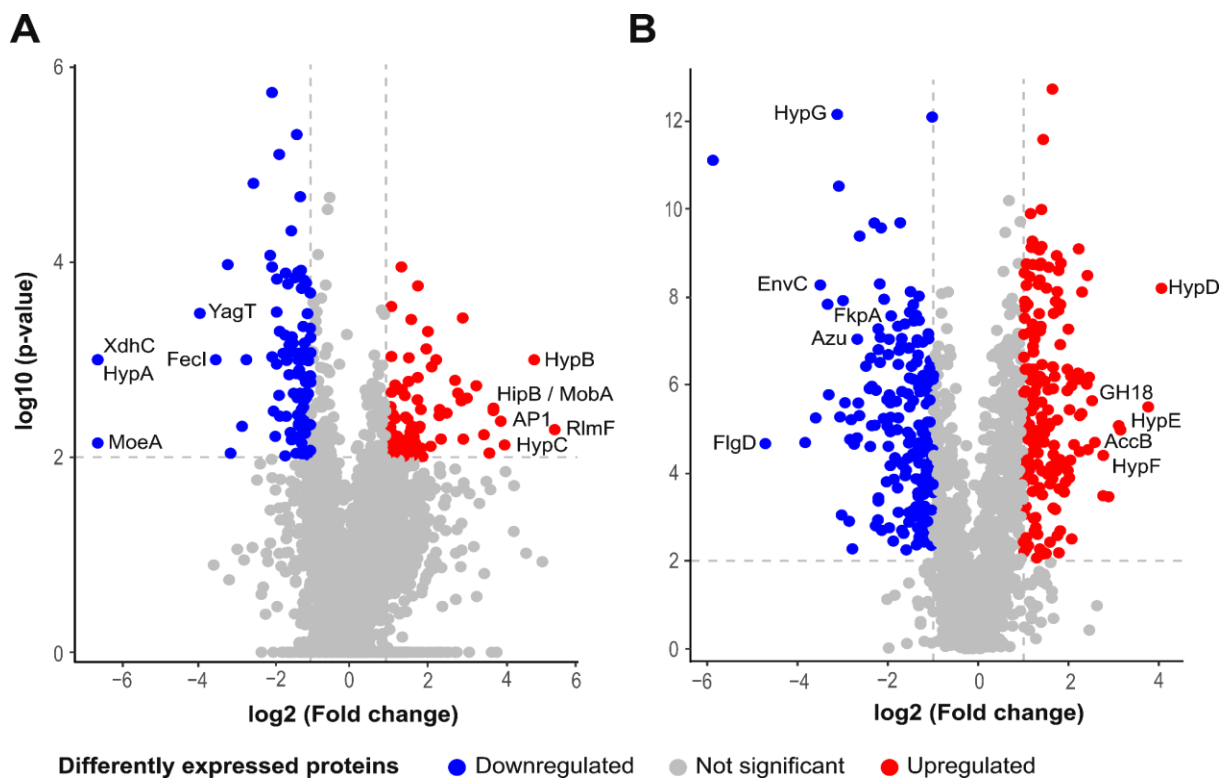 A
B
6
4
2
0
log10 (p-value)
YagT
XdhC
HypA
FecI
MoeA
HypB
HipB / MobA
AP1
RlmF
HypC
−6
−4
−2
0
2
4
6
log2 (Fold change)
12
10
8
6
4
2
0
HypG
EnvC
FkpA
Azu
FlgD
HypD
GH18
HypE
AccB
HypF
−6
−4
−2
0
2
4
log2 (Fold change)
Differently expressed proteins Downregulated Not significant Upregulated